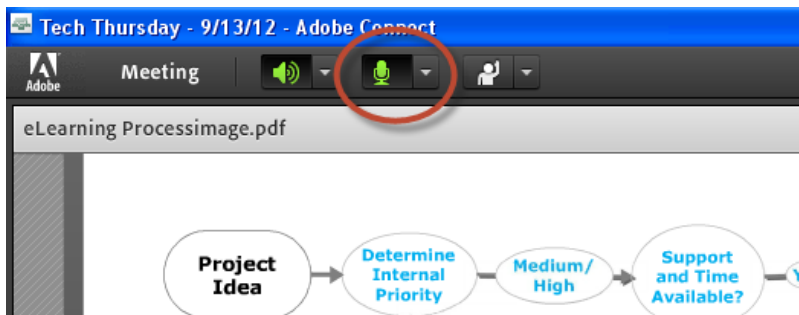 Tech Thursday - 9/13/12 - Adobe Connect
Adobe
Meeting
eLearning Processimage.pdf
Project
Idea
Determine
Internal
Priority
Medium/
High
Support
and Time
Available?